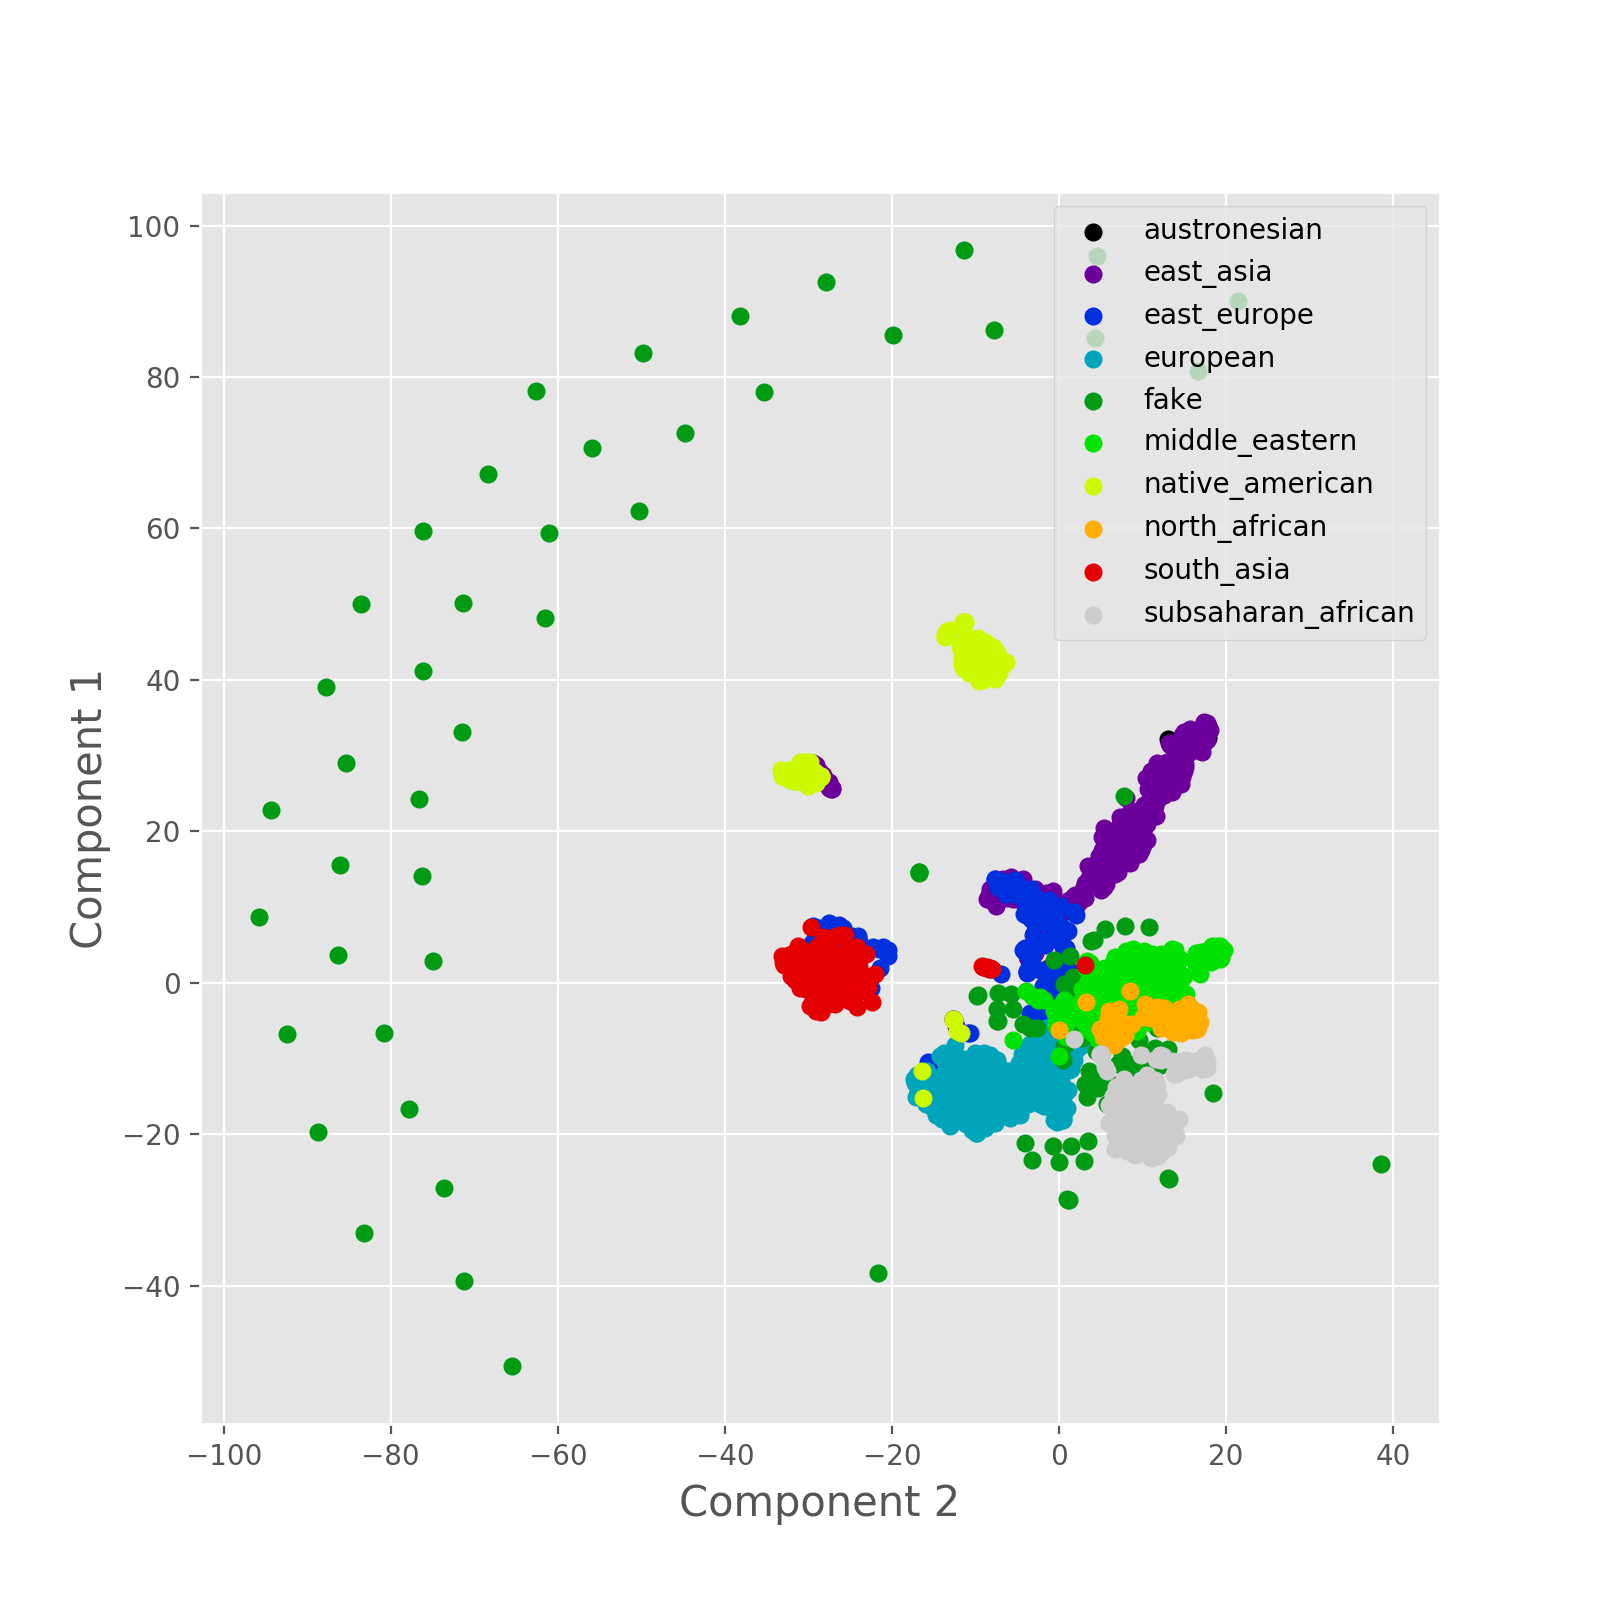 100
80
60
40
20
0
−20
−40
Component 1
austronesian
east_asia
east_europe
european
fake
middle_eastern
native_american
north_african
south_asia
subsaharan_african
−100 −80 −60 −40 −20 0 20 40
Component 2